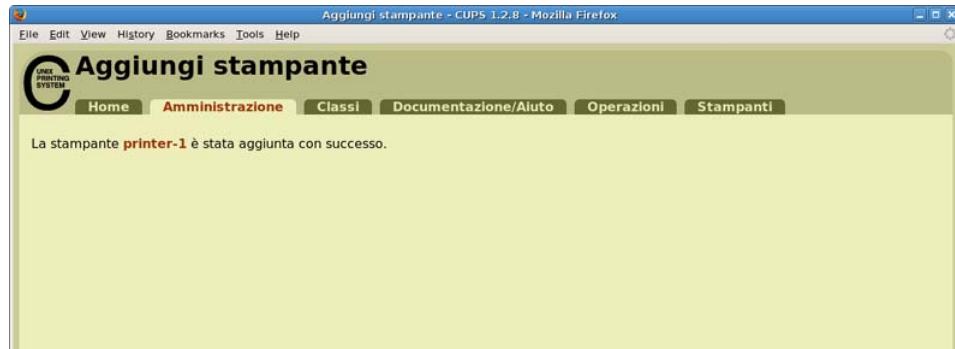 Aggiungi stampante - CUPS 1.2.8 - Mozilla Firefox
File Edit View History Bookmarks Tools Help
UNIX
PRINTING
SYSTEM
Aggiungi stampante
Home Amministrazione Classi Documentazione/Aiuto Operazioni Stampanti
La stampante printer-1 è stata aggiunta con successo.